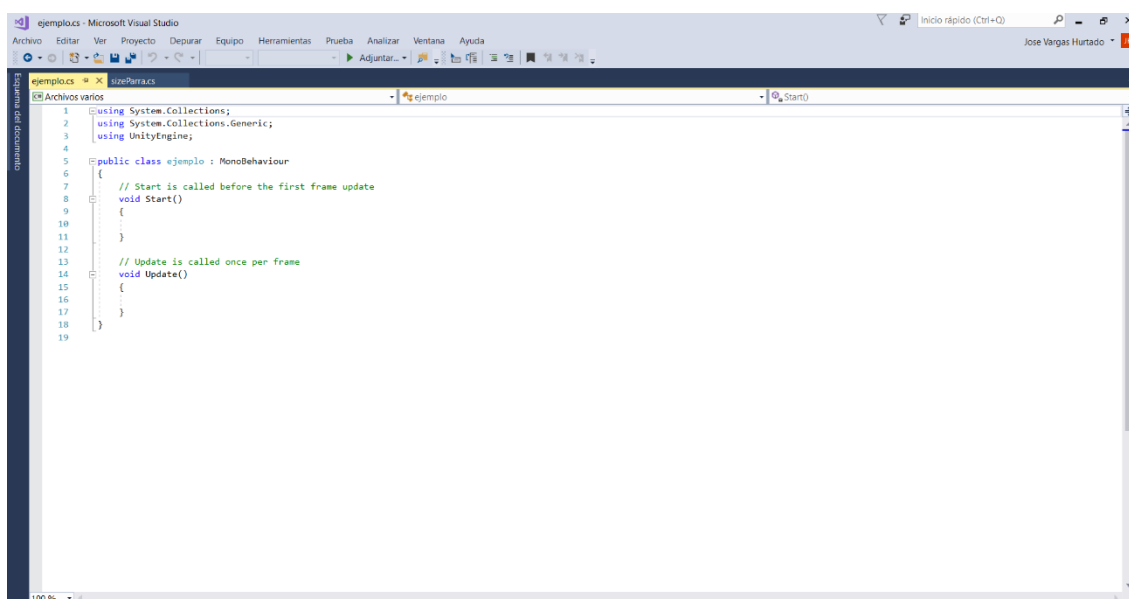 ejemplo.cs - Microsoft Visual Studio
Inicio rápido (Ctrl+Q)
Archivo Editar Ver Proyecto Depurar Equipo Herramientas Prueba Analizar Ventana Ayuda
Jose Vargas Hurtado
Adjuntar...
Esquema del documento
ejemplo.cs sizeParra.cs
C# Archivos varios
ejemplo
Start()
1 using System.Collections;
2 using System.Collections.Generic;
3 using UnityEngine;
4
5 public class ejemplo : MonoBehaviour
6 {
7 // Start is called before the first frame update
8 void Start()
9 {
10
11 }
12
13 // Update is called once per frame
14 void Update()
15 {
16
17 }
18 }
19
100 %